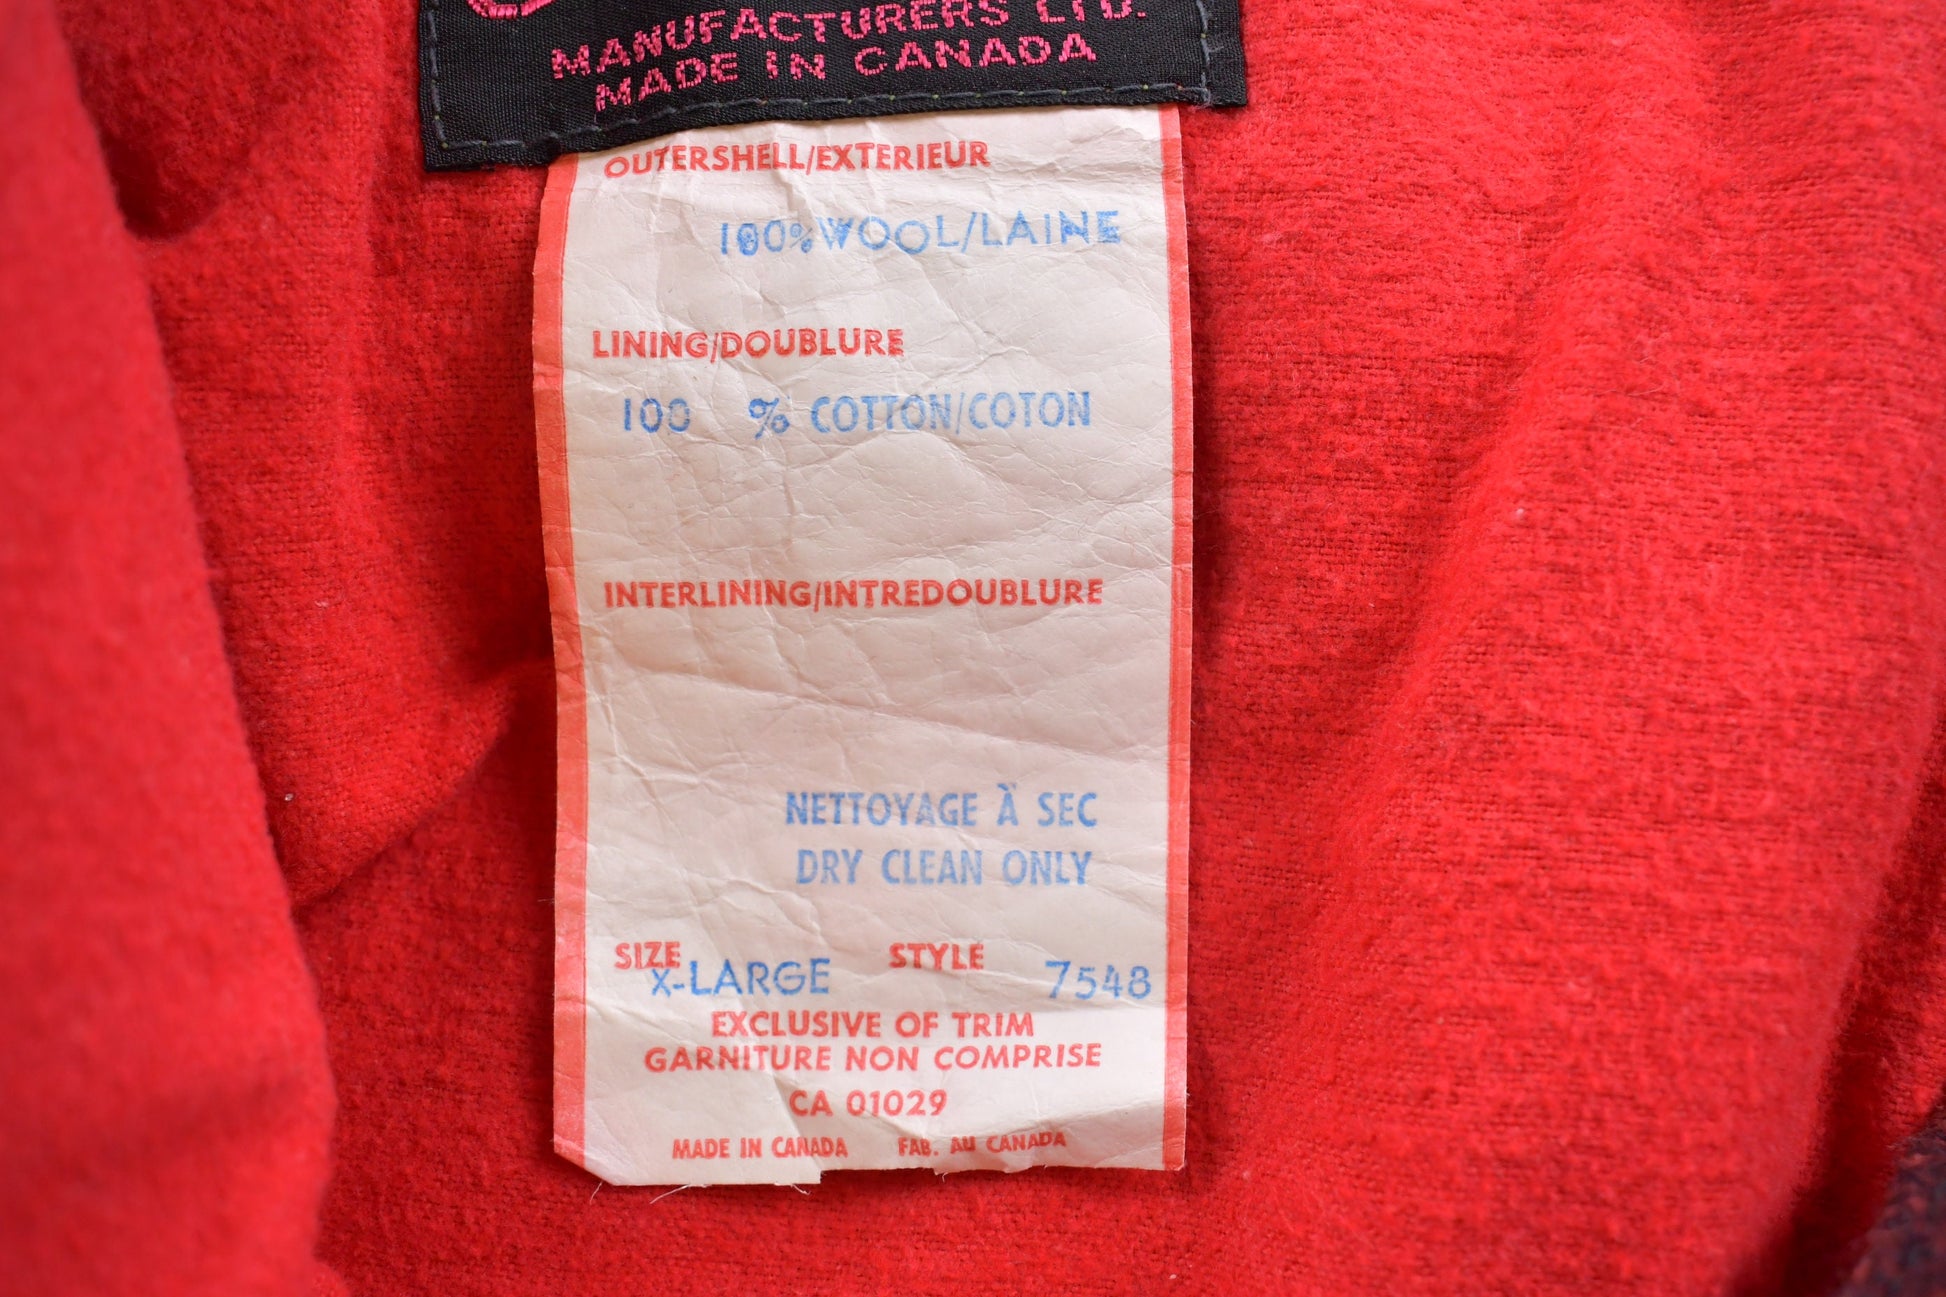 MANUFACTURERS LTD.
MADE IN CANADA
OUTERSHELL/EXTERIEUR
100% WOOL/LAINE
LINING/DOUBLURE
100 % COTTON/COTON
INTERLINING/INTREDOUBLURE
NETTOYAGE À SEC
DRY CLEAN ONLY
SIZE STYLE
X-LARGE 7548
EXCLUSIVE OF TRIM
GARNITURE NON COMPRISE
CA 01029
MADE IN CANADA FAB. AU CANADA